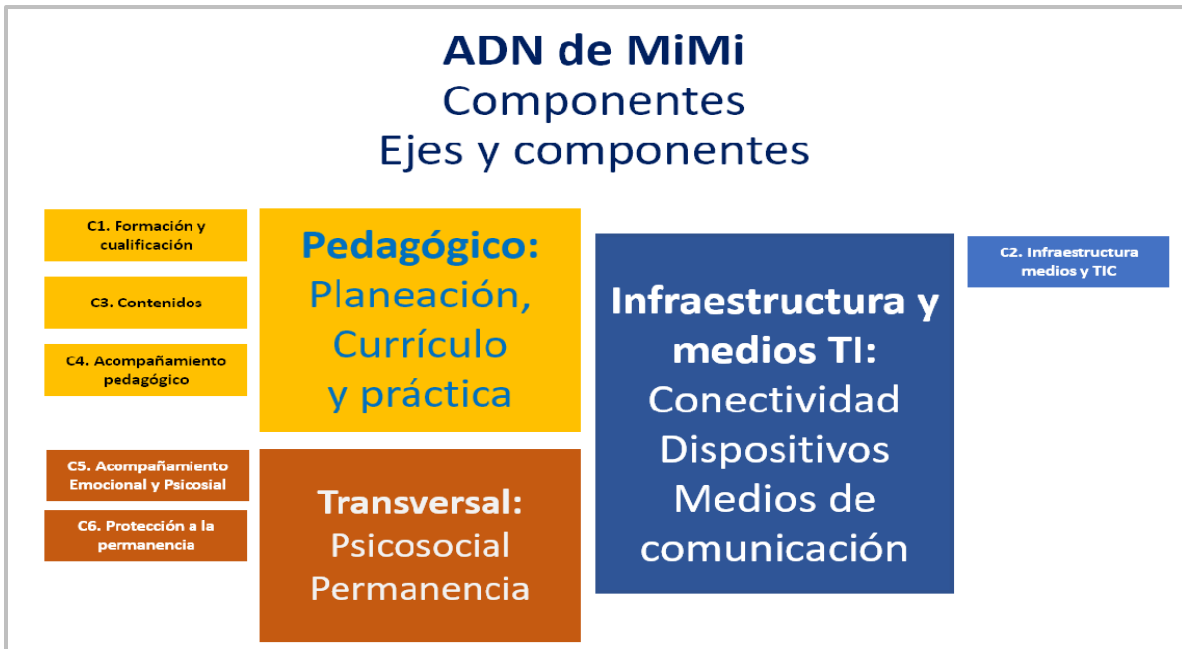 ADN de MiMi
Componentes
Ejes y componentes
C1. Formación y
cualificación
C3. Contenidos
C4. Acompañamiento
pedagógico
Pedagógico:
Planeación,
Currículo
y práctica
C5. Acompañamiento
Emocional y Psicosial
C6. Protección a la
permanencia
Transversal:
Psicosocial
Permanencia
Infraestructura y
medios TI:
Conectividad
Dispositivos
Medios de
comunicación
C2. Infraestructura
medios y TIC